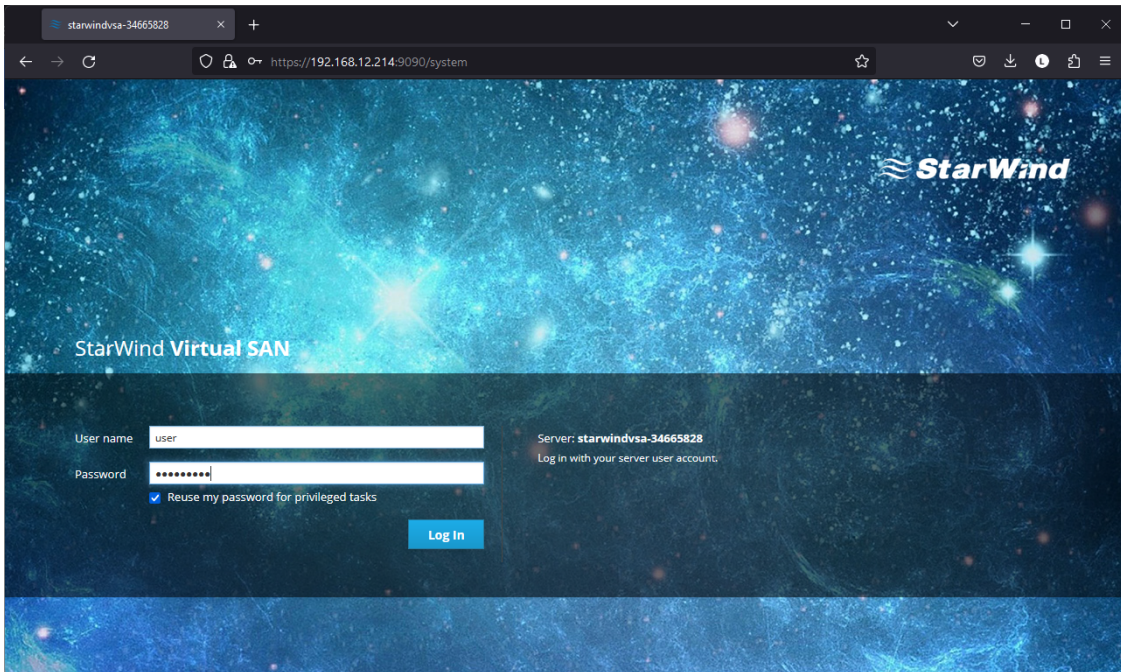 starwindvsa-34665828
https://192.168.12.214:9090/system
StarWind
StarWind Virtual SAN
User name user
Password •••••••••
Reuse my password for privileged tasks
Log In
Server: starwindvsa-34665828
Log in with your server user account.